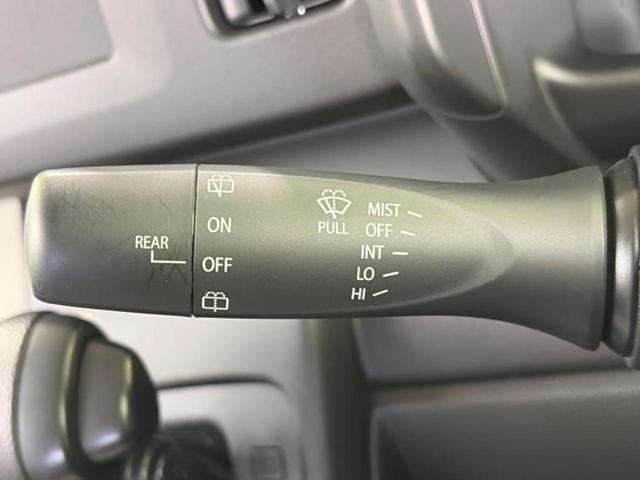 REAR
ON
OFF
PULL
MIST
OFF
INT
LO
HI